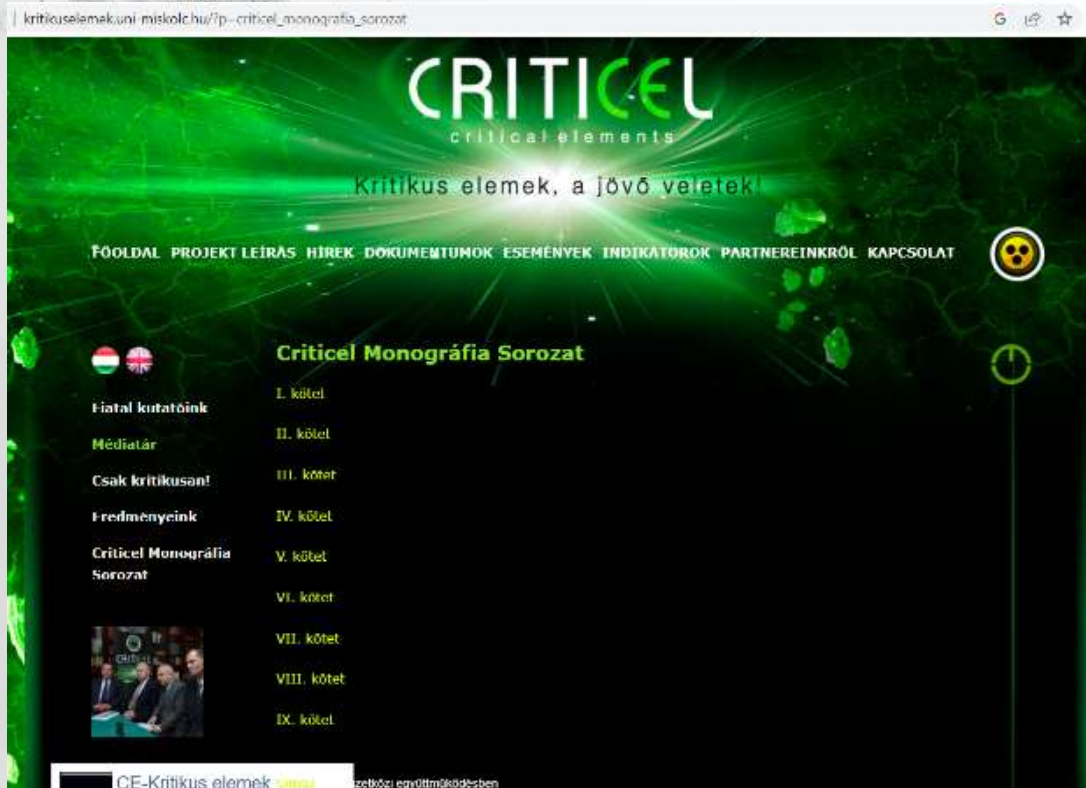 kritikuselemek.uni-miskolc.hu/?p=criticel_monografia_sorozat
CRITICEL
critical elements
Kritikus elemek, a jövő veletek!
FŐOLDAL PROJEKT LEÍRÁS HÍREK DOKUMENTUMOK ESEMÉNYEK INDIKÁTOROK PARTNEREINKRŐL KAPCSOLAT
Criticel Monográfia Sorozat
Fiatal kutatóink
Médiatár
Csak kritikusan!
Eredményeink
Criticel Monográfia
Sorozat
I. kötet
II. kötet
III. kötet
IV. kötet
V. kötet
VI. kötet
VII. kötet
VIII. kötet
IX. kötet
CE-Kritikus elemek
együttműködésben